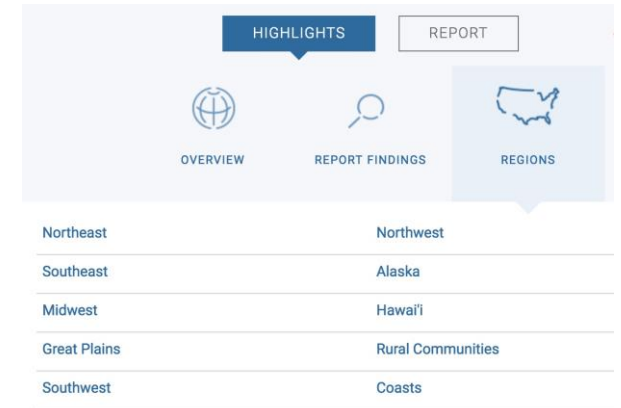 HIGHLIGHTS
REPORT
OVERVIEW
REPORT FINDINGS
REGIONS
Northeast
Northwest
Southeast
Alaska
Midwest
Hawai'i
Great Plains
Rural Communities
Southwest
Coasts